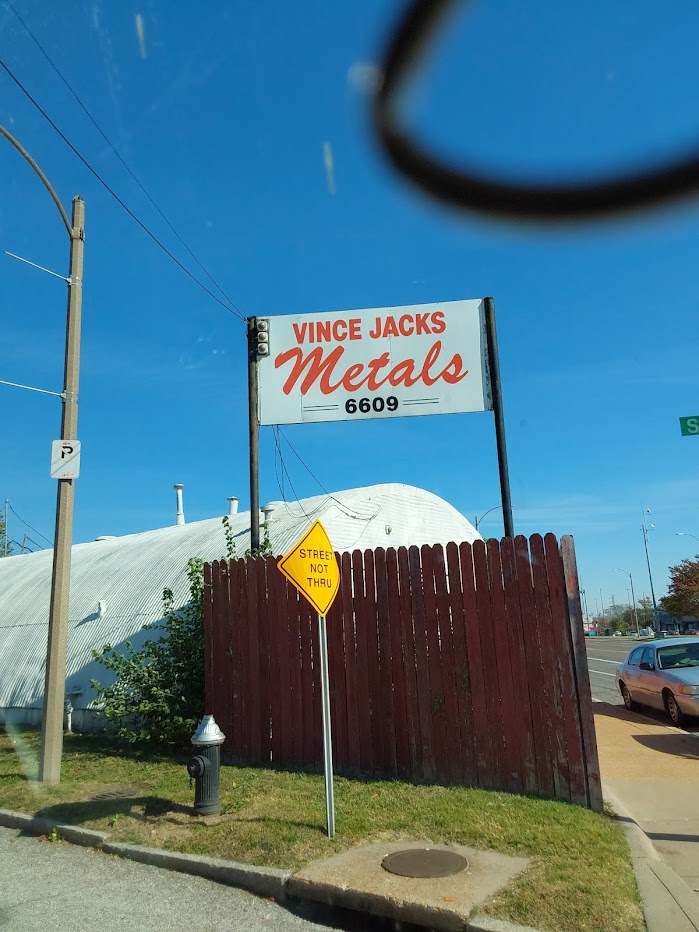 VINCE JACKS
Metals
6609
P
STREET
NOT
THRU
S